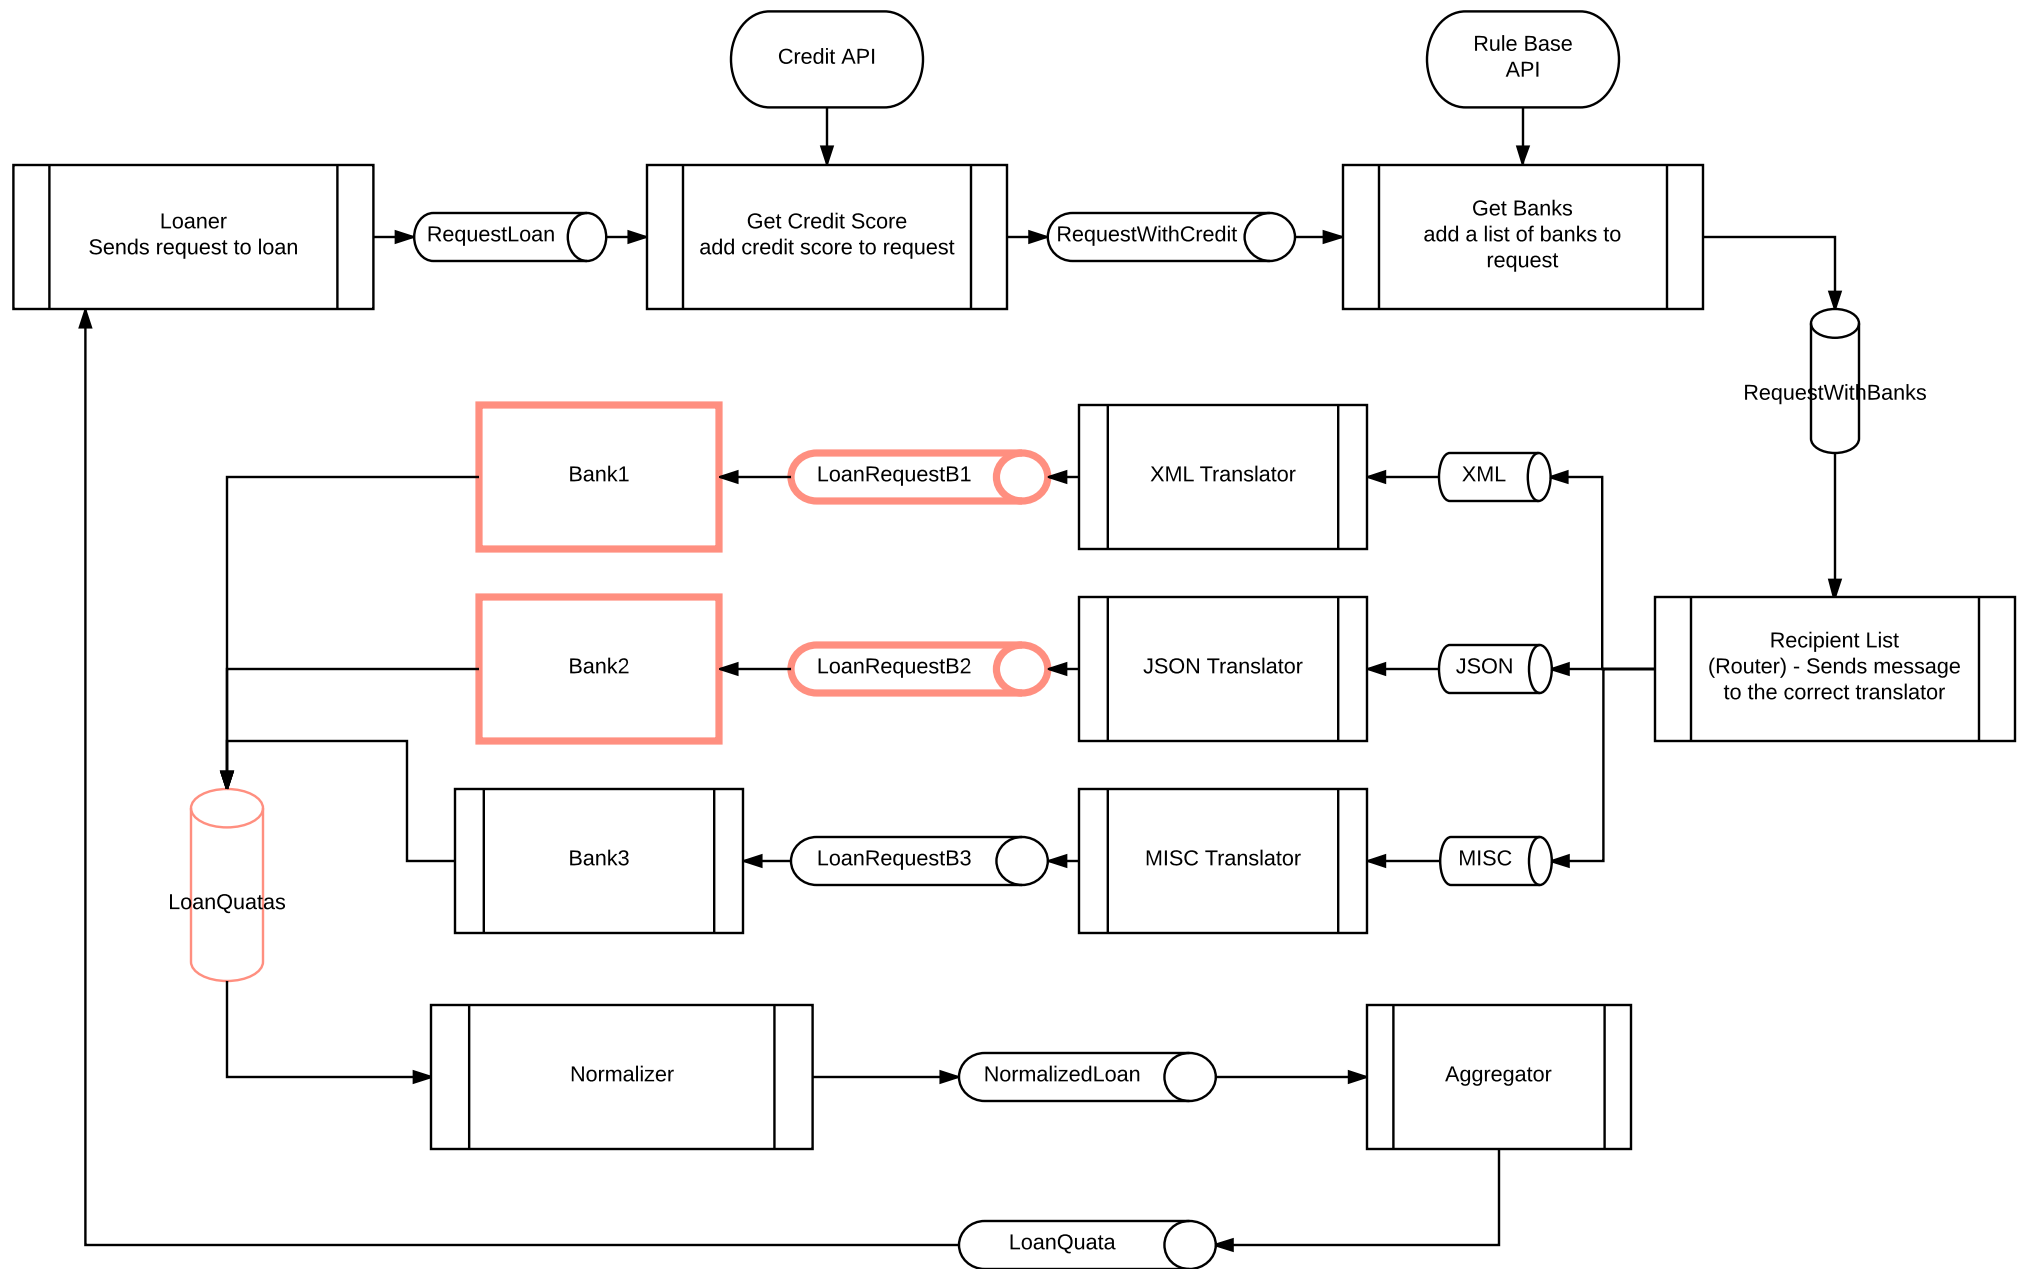 Credit API
Rule Base
API
Loaner
Sends request to loan
RequestLoan
Get Credit Score
add credit score to request
RequestWithCredit
Get Banks
add a list of banks to
request
RequestWithBanks
Bank1
LoanRequestB1
XML Translator
XML
Bank2
LoanRequestB2
JSON Translator
JSON
Recipient List
(Router) - Sends message
to the correct translator
Bank3
LoanRequestB3
MISC Translator
MISC
LoanQuatas
Normalizer
NormalizedLoan
Aggregator
LoanQuata